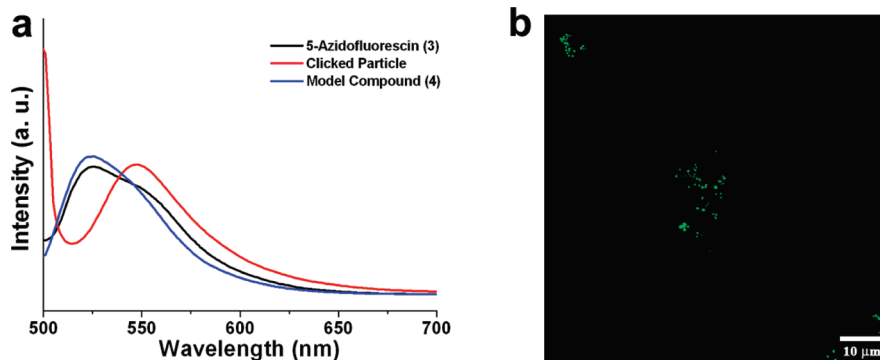 a
5-Azidofluorescin (3)
Clicked Particle
Model Compound (4)
Intensity (a. u.)
500 550 600 650 700
Wavelength (nm)
b
10 μm